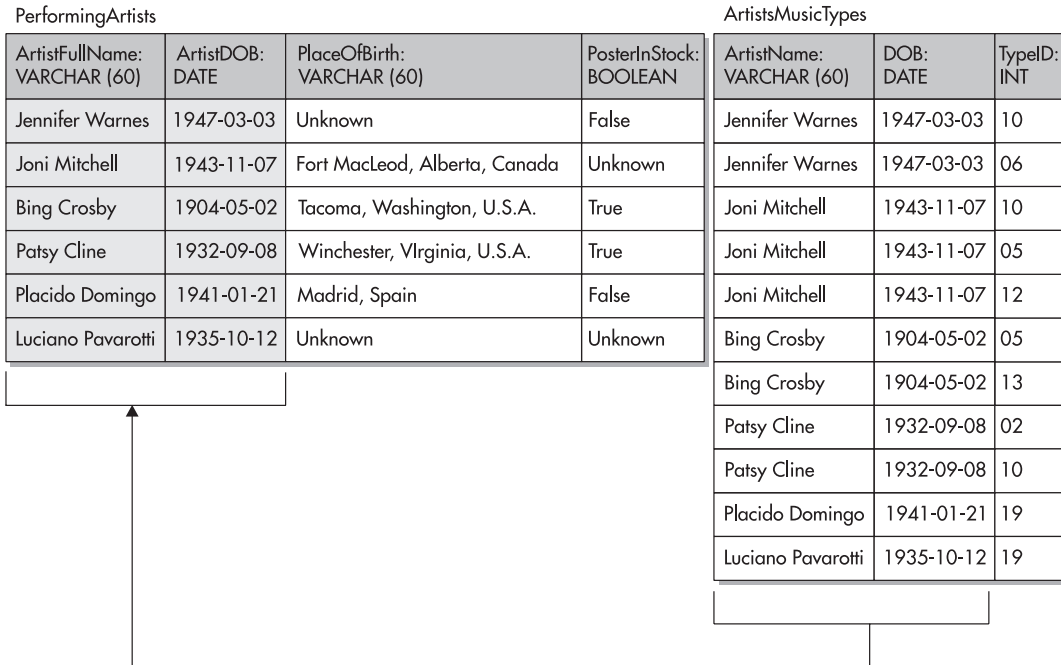 PerformingArtists
ArtistFullName: VARCHAR (60) ArtistDOB: DATE PlaceOfBirth: VARCHAR (60) PosterInStock: BOOLEAN
Jennifer Warnes 1947-03-03 Unknown False
Joni Mitchell 1943-11-07 Fort MacLeod, Alberta, Canada Unknown
Bing Crosby 1904-05-02 Tacoma, Washington, U.S.A. True
Patsy Cline 1932-09-08 Winchester, VIrginia, U.S.A. True
Placido Domingo 1941-01-21 Madrid, Spain False
Luciano Pavarotti 1935-10-12 Unknown Unknown
ArtistsMusicTypes
ArtistName: VARCHAR (60) DOB: DATE TypeID: INT
Jennifer Warnes 1947-03-03 10
Jennifer Warnes 1947-03-03 06
Joni Mitchell 1943-11-07 10
Joni Mitchell 1943-11-07 05
Joni Mitchell 1943-11-07 12
Bing Crosby 1904-05-02 05
Bing Crosby 1904-05-02 13
Patsy Cline 1932-09-08 02
Patsy Cline 1932-09-08 10
Placido Domingo 1941-01-21 19
Luciano Pavarotti 1935-10-12 19